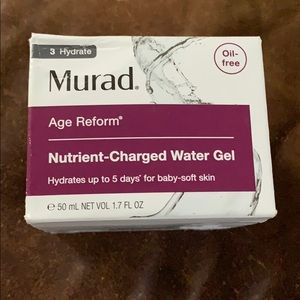 3 Hydrate
Oil-
free
Murad.
Age Reform®
Nutrient-Charged Water Gel
Hydrates up to 5 days* for baby-soft skin
℮ 50 mL NET VOL 1.7 FL OZ